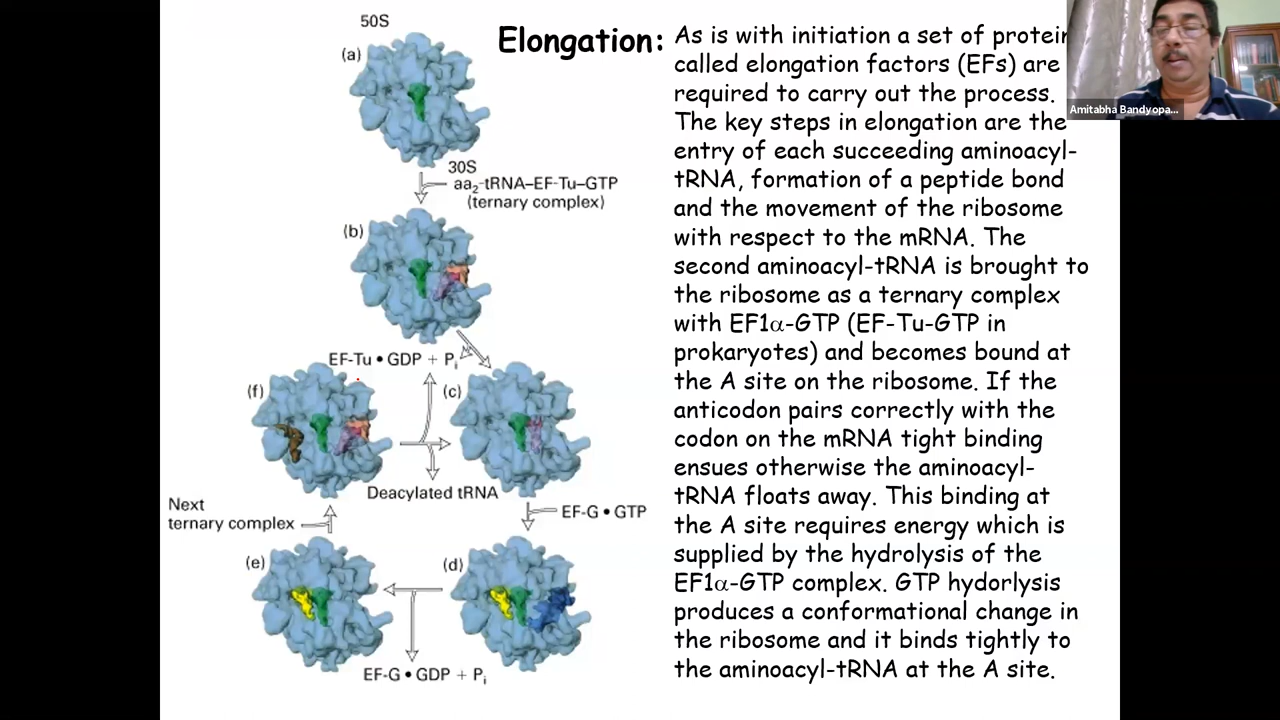 50S
(a)
30S
aa2-tRNA–EF-Tu–GTP
(ternary complex)
(b)
EF-Tu • GDP + Pi
(f)
(c)
Deacylated tRNA
Next
ternary complex
EF-G • GTP
(e)
(d)
EF-G • GDP + Pi
Elongation:
As is with initiation a set of protein
called elongation factors (EFs) are
required to carry out the process.
The key steps in elongation are the
entry of each succeeding aminoacyl-
tRNA, formation of a peptide bond
and the movement of the ribosome
with respect to the mRNA. The
second aminoacyl-tRNA is brought to
the ribosome as a ternary complex
with EF1α-GTP (EF-Tu-GTP in
prokaryotes) and becomes bound at
the A site on the ribosome. If the
anticodon pairs correctly with the
codon on the mRNA tight binding
ensues otherwise the aminoacyl-
tRNA floats away. This binding at
the A site requires energy which is
supplied by the hydrolysis of the
EF1α-GTP complex. GTP hydorlysis
produces a conformational change in
the ribosome and it binds tightly to
the aminoacyl-tRNA at the A site.
Amitabha Bandyopa...